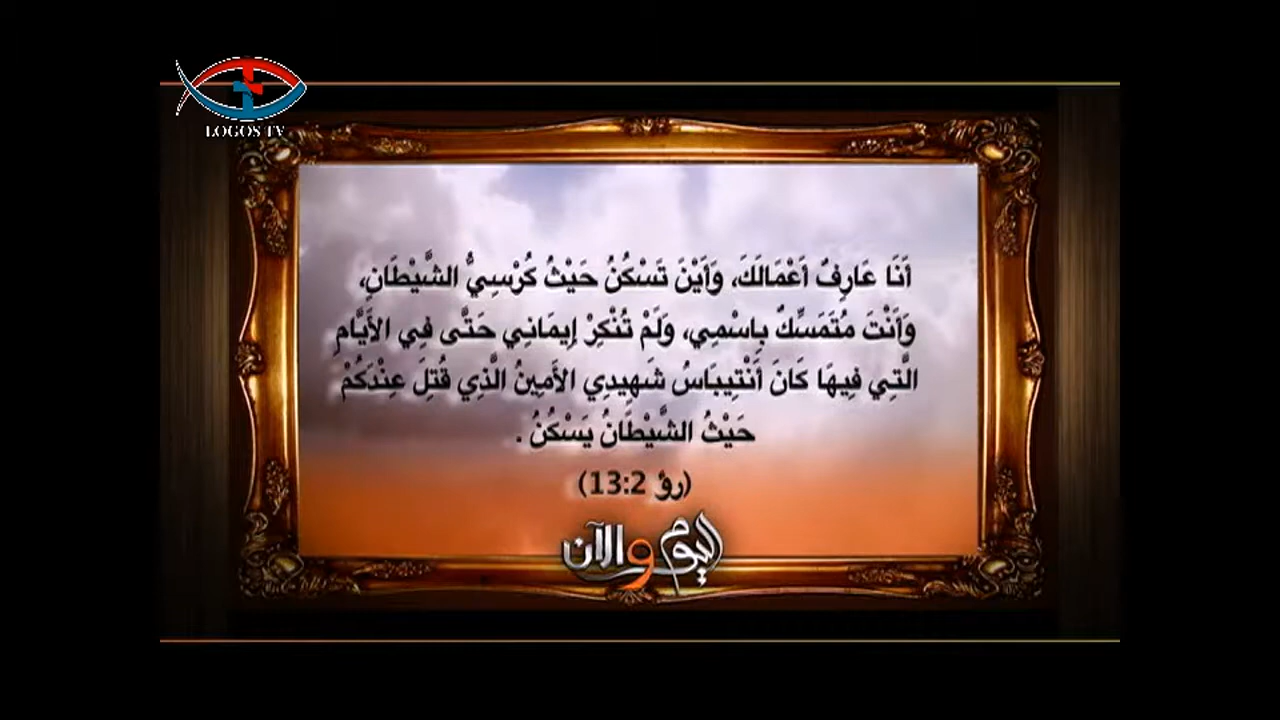 LOGOS TV
أَنَا عَارِفٌ أَعْمَالَكَ، وَأَيْنَ تَسْكُنُ حَيْثُ كُرْسِيُّ الشَّيْطَانِ،
وَأَنْتَ مُتَمَسِّكٌ بِاسْمِي، وَلَمْ تُنْكِرْ إِيمَانِي حَتَّى فِي الأَيَّامِ
الَّتِي فِيهَا كَانَ أَنْتِيبَاسُ شَهِيدِي الأَمِينُ الَّذِي قُتِلَ عِنْدَكُمْ
حَيْثُ الشَّيْطَانُ يَسْكُنُ .
(رؤ 13:2)
اليوم والآن